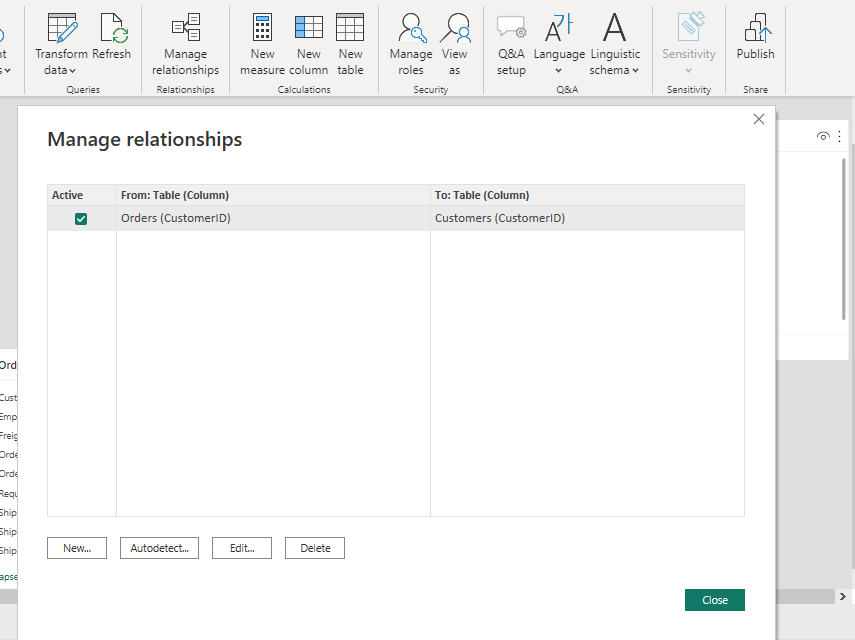 Transform Refresh Manage New New New Manage View Q&A Language Linguistic Sensitivity Publish
data relationships measure column table roles as setup schema
Queries Relationships Calculations Security Q&A Sensitivity Share
Manage relationships
Active From: Table (Column) To: Table (Column)
Orders (CustomerID) Customers (CustomerID)
Ord
Cust
Emp
Freig
Orde
Orde
Requ
Ship
Ship
Ship
apse
New... Autodetect... Edit... Delete
Close